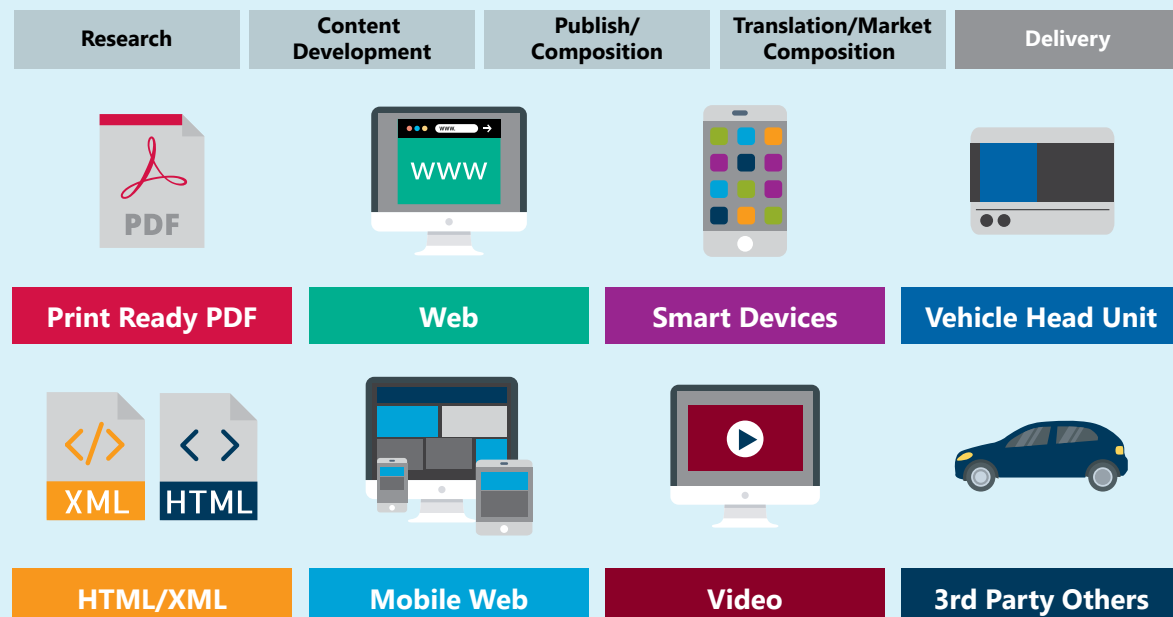 Research
Content
Development
Publish/
Composition
Translation/Market
Composition
Delivery
PDF
www.
www
Print Ready PDF
Web
Smart Devices
Vehicle Head Unit
</>
XML
< >
HTML
HTML/XML
Mobile Web
Video
3rd Party Others